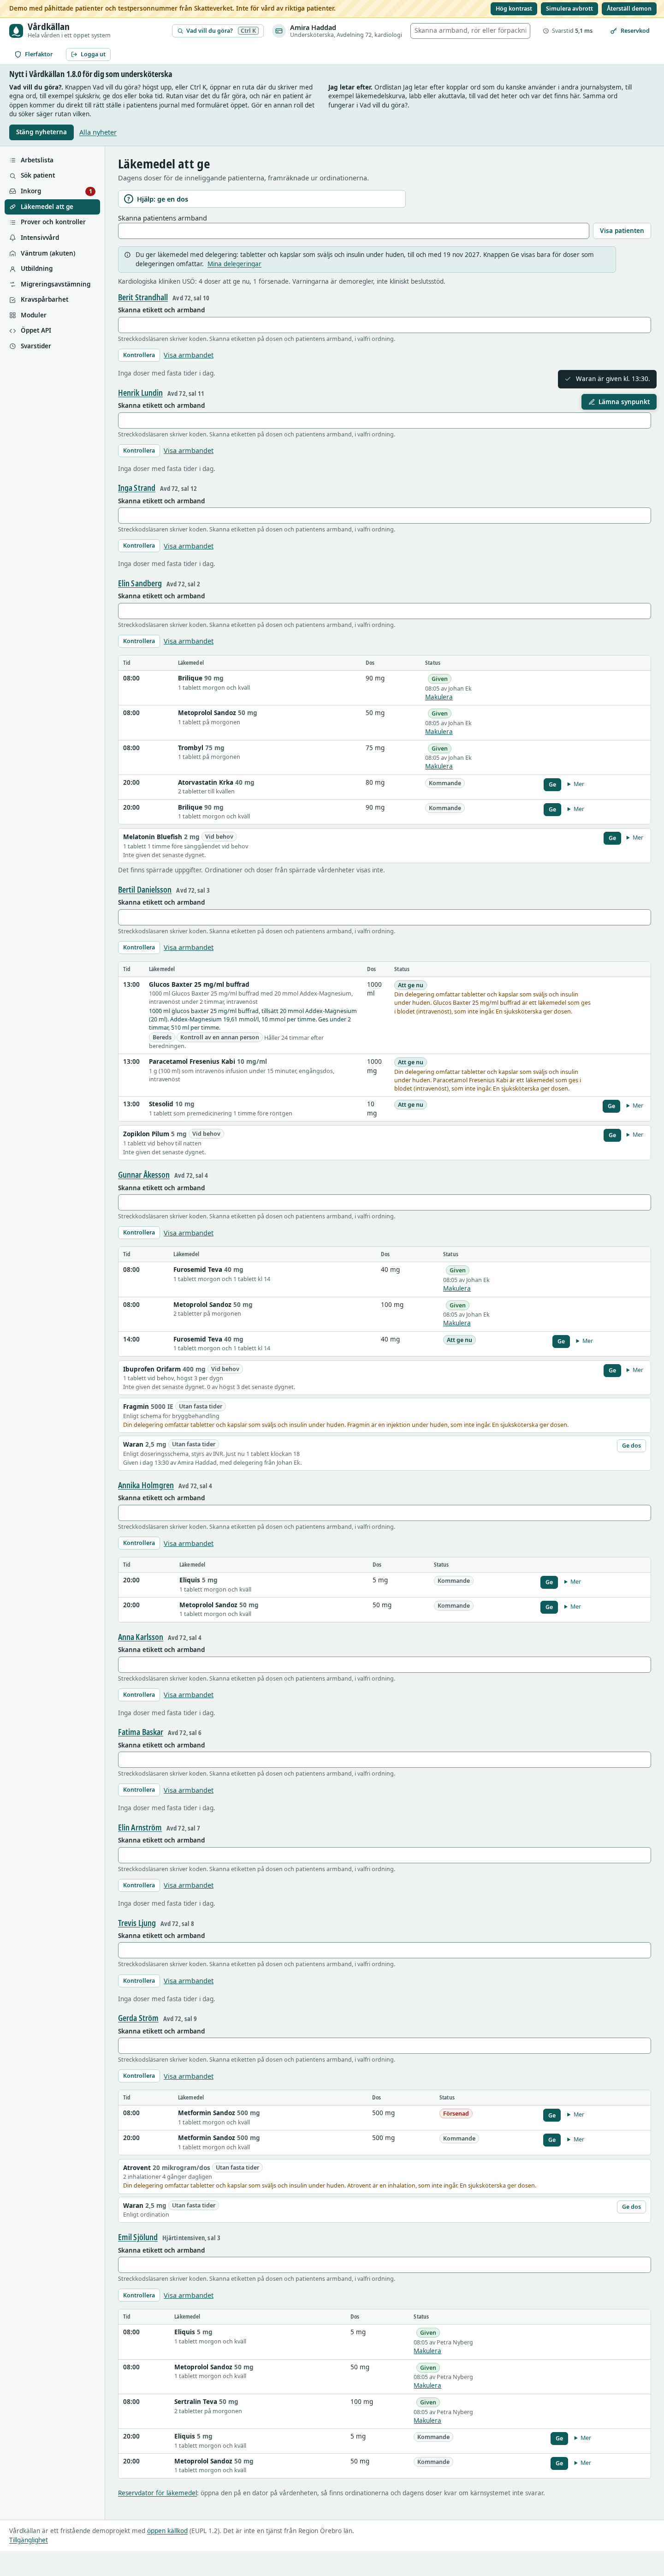 Demo med påhittade patienter och testpersonnummer från Skatteverket. Inte för vård av riktiga patienter.
Hög kontrast
Simulera avbrott
Återställ demon
Vårdkällan
Hela vården i ett öppet system
Vad vill du göra?
Ctrl K
Amira Haddad
Undersköterska, Avdelning 72, kardiologi
Skanna armband, rör eller förpackni
Svarstid 5,1 ms
Reservkod
Flerfaktor
Logga ut
Nytt i Vårdkällan 1.8.0 för dig som undersköterska
Vad vill du göra?. Knappen Vad vill du göra? högst upp, eller Ctrl K, öppnar en ruta där du skriver med
egna ord, till exempel sjukskriv, ge dos eller boka tid. Rutan visar det du får göra, och när en patient är
öppen kommer du direkt till rätt ställe i patientens journal med formuläret öppet. Gör en annan roll det
du söker säger rutan vilken.
Jag letar efter. Ordlistan Jag letar efter kopplar ord som du kanske kan från andra journalsystem, till
exempel läkemedelskurva, labb eller akuttavla, till vad det heter och var det finns här. Samma ord
fungerar i Vad vill du göra?.
Stäng nyheterna
Alla nyheter
Arbetslista
Sök patient
Inkorg
1
Läkemedel att ge
Prover och kontroller
Intensivvård
Väntrum (akuten)
Utbildning
Migreringsavstämning
Kravspårbarhet
Moduler
Öppet API
Svarstider
Läkemedel att ge
Dagens doser för de inneliggande patienterna, framräknade ur ordinationerna.
? Hjälp: ge en dos
Skanna patientens armband
Visa patienten
Du ger läkemedel med delegering: tabletter och kapslar som sväljs och insulin under huden, till och med 19 nov 2027. Knappen Ge visas bara för doser som
delegeringen omfattar. Mina delegeringar
Kardiologiska kliniken USÖ: 4 doser att ge nu, 1 försenade. Varningarna är demoregler, inte kliniskt beslutsstöd.
Berit Strandhall Avd 72, sal 10
Skanna etikett och armband
Streckkodsläsaren skriver koden. Skanna etiketten på dosen och patientens armband, i valfri ordning.
Kontrollera
Visa armbandet
Inga doser med fasta tider i dag.
Waran är given kl. 13:30.
Lämna synpunkt
Henrik Lundin Avd 72, sal 11
Skanna etikett och armband
Streckkodsläsaren skriver koden. Skanna etiketten på dosen och patientens armband, i valfri ordning.
Kontrollera
Visa armbandet
Inga doser med fasta tider i dag.
Inga Strand Avd 72, sal 12
Skanna etikett och armband
Streckkodsläsaren skriver koden. Skanna etiketten på dosen och patientens armband, i valfri ordning.
Kontrollera
Visa armbandet
Inga doser med fasta tider i dag.
Elin Sandberg Avd 72, sal 2
Skanna etikett och armband
Streckkodsläsaren skriver koden. Skanna etiketten på dosen och patientens armband, i valfri ordning.
Kontrollera
Visa armbandet
Tid Läkemedel Dos Status
08:00 Brilique 90 mg 90 mg Given
1 tablett morgon och kväll 08:05 av Johan Ek
Makulera
08:00 Metoprolol Sandoz 50 mg 50 mg Given
1 tablett på morgonen 08:05 av Johan Ek
Makulera
08:00 Trombyl 75 mg 75 mg Given
1 tablett på morgonen 08:05 av Johan Ek
Makulera
20:00 Atorvastatin Krka 40 mg 80 mg Kommande Ge Mer
2 tabletter till kvällen
20:00 Brilique 90 mg 90 mg Kommande Ge Mer
1 tablett morgon och kväll
Melatonin Bluefish 2 mg Vid behov Ge Mer
1 tablett 1 timme före sänggåendet vid behov
Inte given det senaste dygnet.
Det finns spärrade uppgifter. Ordinationer och doser från spärrade vårdenheter visas inte.
Bertil Danielsson Avd 72, sal 3
Skanna etikett och armband
Streckkodsläsaren skriver koden. Skanna etiketten på dosen och patientens armband, i valfri ordning.
Kontrollera
Visa armbandet
Tid Läkemedel Dos Status
13:00 Glucos Baxter 25 mg/ml buffrad 1000 ml Att ge nu
1000 ml Glucos Baxter 25 mg/ml buffrad med 20 mmol Addex-Magnesium,
intravenöst under 2 timmar, intravenöst
1000 ml glucos baxter 25 mg/ml buffrad, tillsätt 20 mmol Addex-Magnesium
(20 ml). Addex-Magnesium 19,61 mmol/l, 10 mmol per timme. Ges under 2
timmar, 510 ml per timme.
Bereds Kontroll av en annan person Håller 24 timmar efter
beredningen.
Din delegering omfattar tabletter och kapslar som sväljs och insulin
under huden. Glucos Baxter 25 mg/ml buffrad är ett läkemedel som ges
i blodet (intravenöst), som inte ingår. En sjuksköterska ger dosen.
13:00 Paracetamol Fresenius Kabi 10 mg/ml 1000 mg Att ge nu
1 g (100 ml) som intravenös infusion under 15 minuter, engångsdos,
intravenöst
Din delegering omfattar tabletter och kapslar som sväljs och insulin
under huden. Paracetamol Fresenius Kabi är ett läkemedel som ges i
blodet (intravenöst), som inte ingår. En sjuksköterska ger dosen.
13:00 Stesolid 10 mg 10 mg Att ge nu Ge Mer
1 tablett som premedicinering 1 timme före röntgen
Zopiklon Pilum 5 mg Vid behov Ge Mer
1 tablett vid behov till natten
Inte given det senaste dygnet.
Gunnar Åkesson Avd 72, sal 4
Skanna etikett och armband
Streckkodsläsaren skriver koden. Skanna etiketten på dosen och patientens armband, i valfri ordning.
Kontrollera
Visa armbandet
Tid Läkemedel Dos Status
08:00 Furosemid Teva 40 mg 40 mg Given
1 tablett morgon och 1 tablett kl 14 08:05 av Johan Ek
Makulera
08:00 Metoprolol Sandoz 50 mg 100 mg Given
2 tabletter på morgonen 08:05 av Johan Ek
Makulera
14:00 Furosemid Teva 40 mg 40 mg Att ge nu Ge Mer
1 tablett morgon och 1 tablett kl 14
Ibuprofen Orifarm 400 mg Vid behov Ge Mer
1 tablett vid behov, högst 3 per dygn
Inte given det senaste dygnet. 0 av högst 3 det senaste dygnet.
Fragmin 5000 IE Utan fasta tider
Enligt schema för bryggbehandling
Din delegering omfattar tabletter och kapslar som sväljs och insulin under huden. Fragmin är en injektion under huden, som inte ingår. En sjuksköterska ger dosen.
Waran 2,5 mg Utan fasta tider Ge dos
Enligt doseringsschema, styrs av INR. Just nu 1 tablett klockan 18
Given i dag 13:30 av Amira Haddad, med delegering från Johan Ek.
Annika Holmgren Avd 72, sal 4
Skanna etikett och armband
Streckkodsläsaren skriver koden. Skanna etiketten på dosen och patientens armband, i valfri ordning.
Kontrollera
Visa armbandet
Tid Läkemedel Dos Status
20:00 Eliquis 5 mg 5 mg Kommande Ge Mer
1 tablett morgon och kväll
20:00 Metoprolol Sandoz 50 mg 50 mg Kommande Ge Mer
1 tablett morgon och kväll
Anna Karlsson Avd 72, sal 4
Skanna etikett och armband
Streckkodsläsaren skriver koden. Skanna etiketten på dosen och patientens armband, i valfri ordning.
Kontrollera
Visa armbandet
Inga doser med fasta tider i dag.
Fatima Baskar Avd 72, sal 6
Skanna etikett och armband
Streckkodsläsaren skriver koden. Skanna etiketten på dosen och patientens armband, i valfri ordning.
Kontrollera
Visa armbandet
Inga doser med fasta tider i dag.
Elin Arnström Avd 72, sal 7
Skanna etikett och armband
Streckkodsläsaren skriver koden. Skanna etiketten på dosen och patientens armband, i valfri ordning.
Kontrollera
Visa armbandet
Inga doser med fasta tider i dag.
Trevis Ljung Avd 72, sal 8
Skanna etikett och armband
Streckkodsläsaren skriver koden. Skanna etiketten på dosen och patientens armband, i valfri ordning.
Kontrollera
Visa armbandet
Inga doser med fasta tider i dag.
Gerda Ström Avd 72, sal 9
Skanna etikett och armband
Streckkodsläsaren skriver koden. Skanna etiketten på dosen och patientens armband, i valfri ordning.
Kontrollera
Visa armbandet
Tid Läkemedel Dos Status
08:00 Metformin Sandoz 500 mg 500 mg Försenad Ge Mer
1 tablett morgon och kväll
20:00 Metformin Sandoz 500 mg 500 mg Kommande Ge Mer
1 tablett morgon och kväll
Atrovent 20 mikrogram/dos Utan fasta tider
2 inhalationer 4 gånger dagligen
Din delegering omfattar tabletter och kapslar som sväljs och insulin under huden. Atrovent är en inhalation, som inte ingår. En sjuksköterska ger dosen.
Waran 2,5 mg Utan fasta tider Ge dos
Enligt ordination
Emil Sjölund Hjärtintensiven, sal 3
Skanna etikett och armband
Streckkodsläsaren skriver koden. Skanna etiketten på dosen och patientens armband, i valfri ordning.
Kontrollera
Visa armbandet
Tid Läkemedel Dos Status
08:00 Eliquis 5 mg 5 mg Given
1 tablett morgon och kväll 08:05 av Petra Nyberg
Makulera
08:00 Metoprolol Sandoz 50 mg 50 mg Given
1 tablett morgon och kväll 08:05 av Petra Nyberg
Makulera
08:00 Sertralin Teva 50 mg 100 mg Given
2 tabletter på morgonen 08:05 av Petra Nyberg
Makulera
20:00 Eliquis 5 mg 5 mg Kommande Ge Mer
1 tablett morgon och kväll
20:00 Metoprolol Sandoz 50 mg 50 mg Kommande Ge Mer
1 tablett morgon och kväll
Reservdator för läkemedel: öppna den på en dator på vårdenheten, så finns ordinationerna och dagens doser kvar om kärnsystemet inte svarar.
Vårdkällan är ett fristående demoprojekt med öppen källkod (EUPL 1.2). Det är inte en tjänst från Region Örebro län.
Tillgänglighet